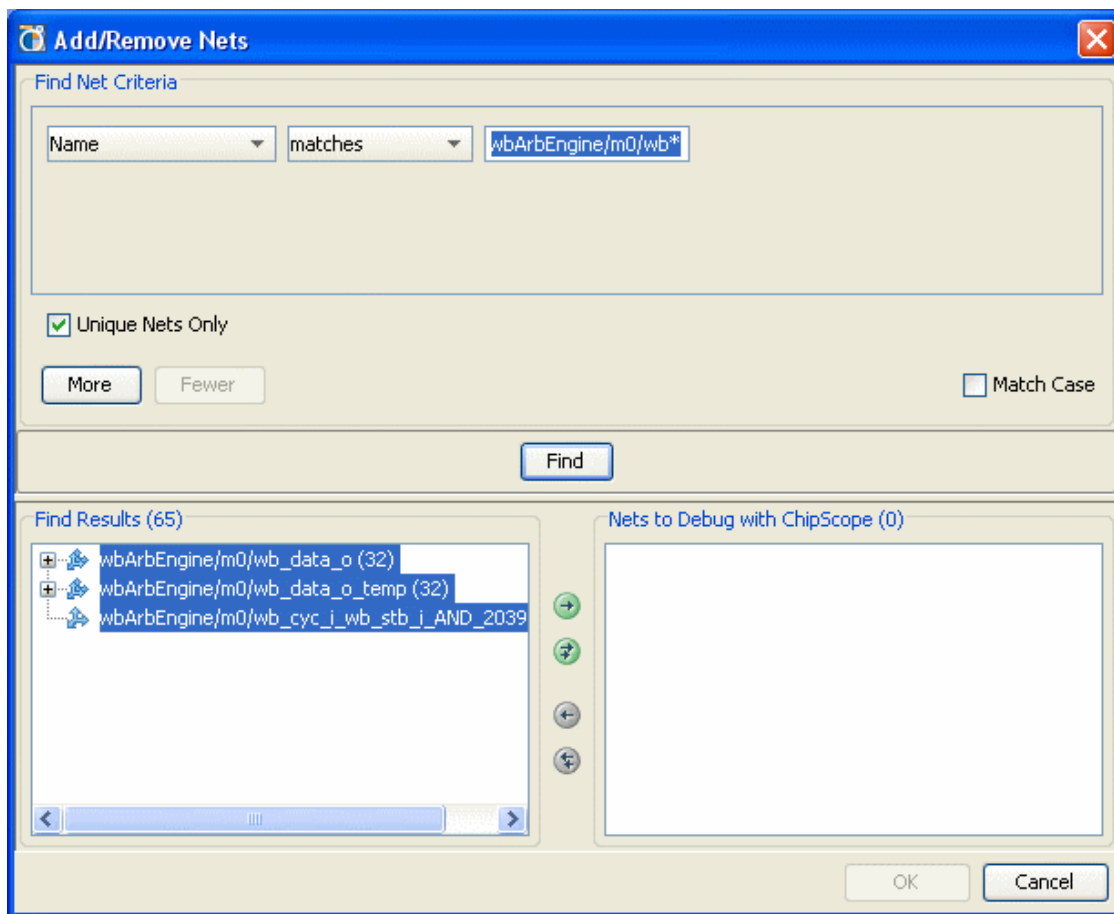 Add/Remove Nets
Find Net Criteria
Name matches wbArbEngine/m0/wb*
Unique Nets Only
More Fewer Match Case
Find
Find Results (65) Nets to Debug with ChipScope (0)
wbArbEngine/m0/wb_data_o (32)
wbArbEngine/m0/wb_data_o_temp (32)
wbArbEngine/m0/wb_cyc_i_wb_stb_i_AND_2039
OK Cancel